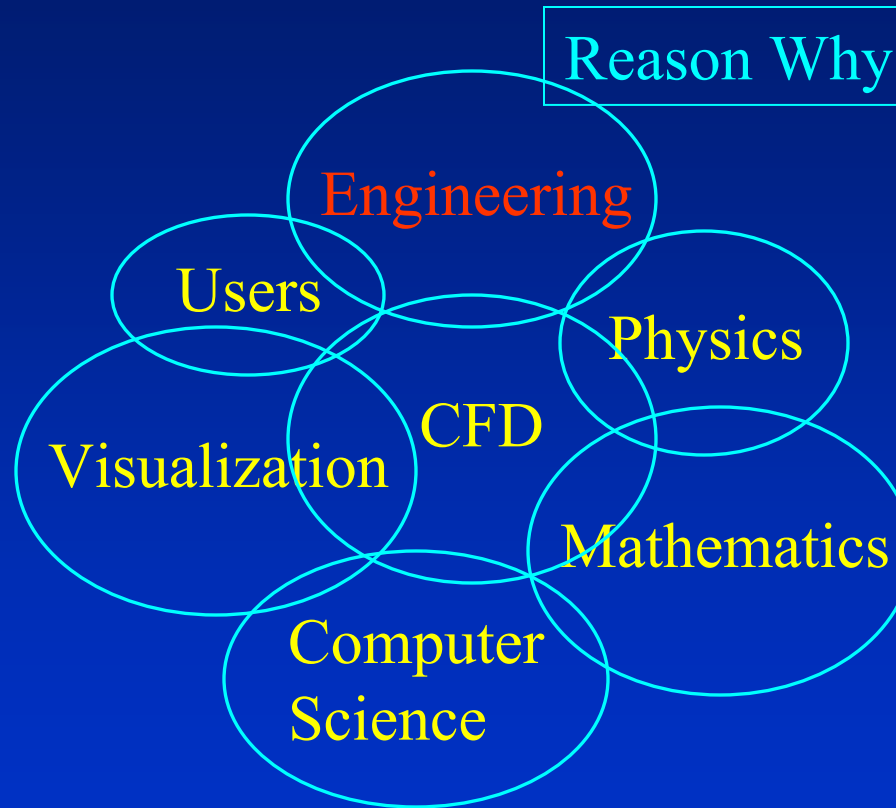 Reason Why
Engineering
Users
Physics
CFD
Visualization
Mathematics
Computer
Science